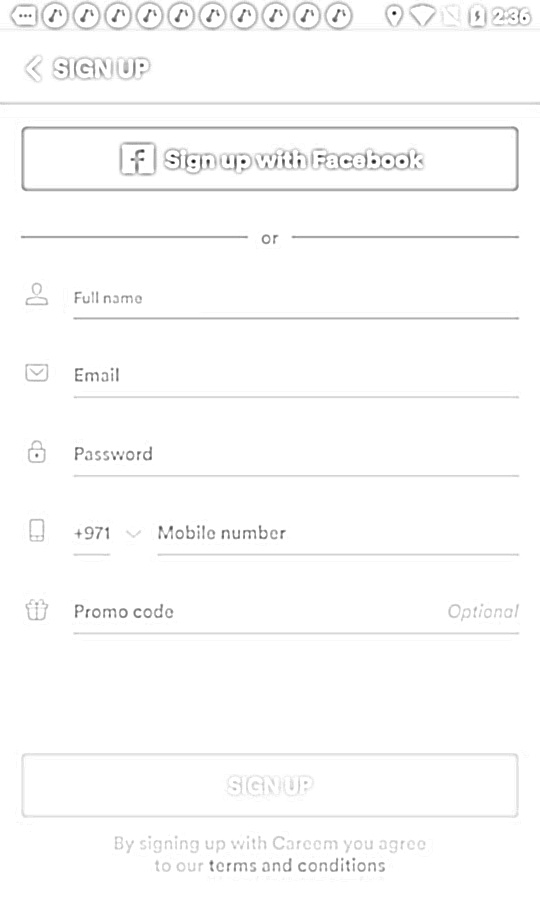 2:36
SIGN UP
f Sign up with Facebook
or
Full name
Email
Password
+971 Mobile number
Promo code Optional
SIGN UP
By signing up with Careem you agree
to our terms and conditions